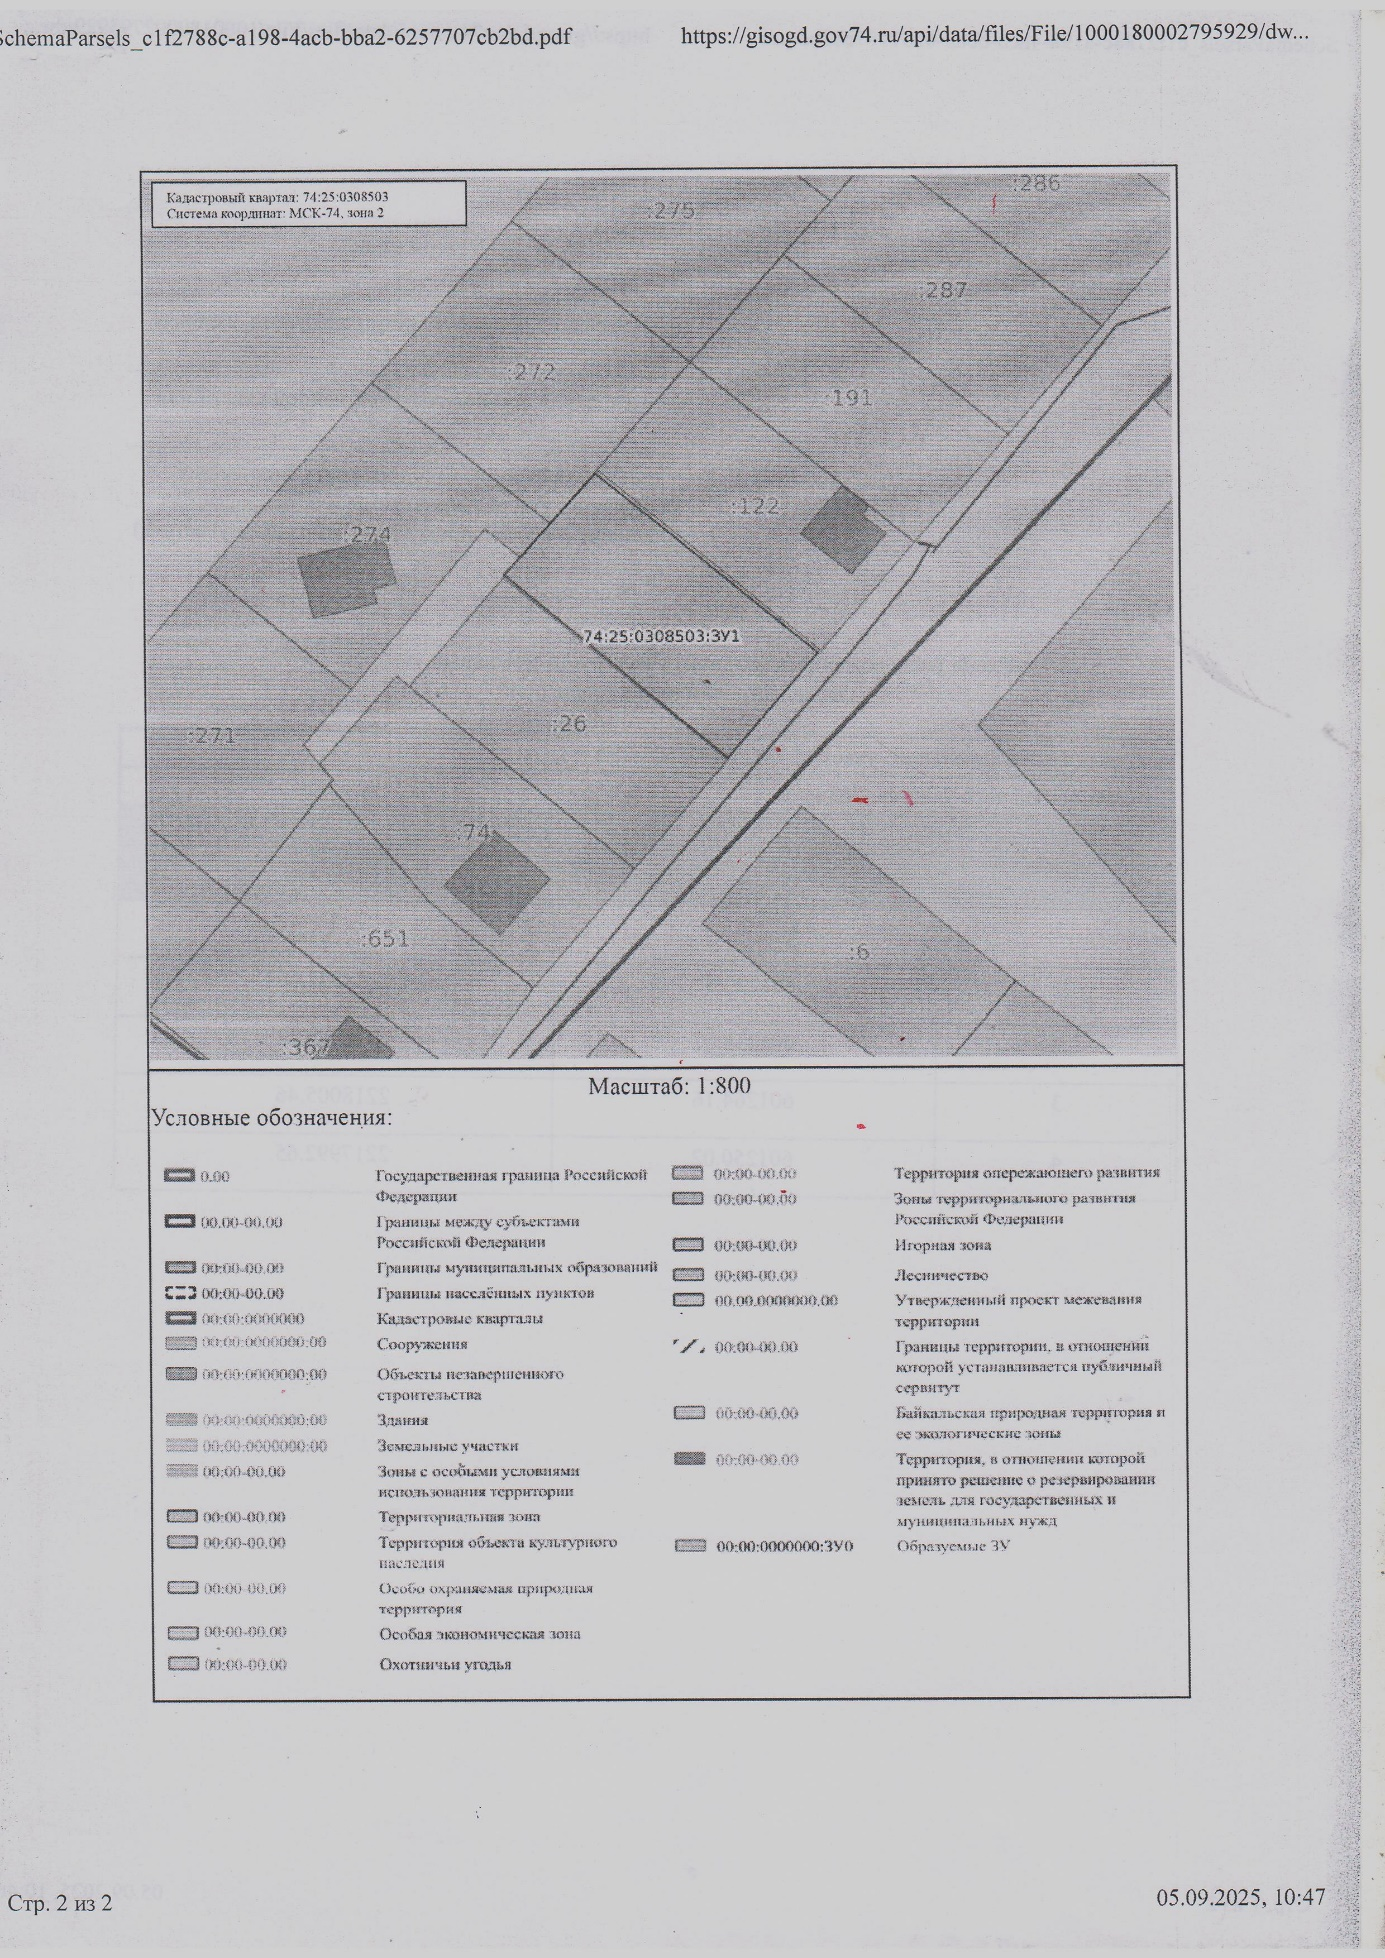 SchemaParsels_c1f2788c-a198-4acb-bba2-6257707cb2bd.pdf
https://gisogd.gov74.ru/api/data/files/File/1000180002795929/dw...
Кадастровый квартал: 74:25:0308503
Система координат: МСК-74, зона 2
:286
:275
:287
:272
:191
:122
:274
74:25:0308503:ЗУ1
:26
:271
:74
:651
:6
:367
Масштаб: 1:800
Условные обозначения:
0.00 Государственная граница Российской
Федерации
00.00-00.00 Границы между субъектами
Российской Федерации
00:00-00.00 Границы муниципальных образований
00:00-00.00 Границы населённых пунктов
00:00:0000000 Кадастровые кварталы
00:00:0000000:00 Сооружения
00:00:0000000:00 Объекты незавершенного
строительства
00:00:0000000:00 Здания
00:00:0000000:00 Земельные участки
00:00-00.00 Зоны с особыми условиями
использования территории
00:00-00.00 Территориальная зона
00:00-00.00 Территория объекта культурного
наследия
00:00-00.00 Особо охраняемая природная
территория
00:00-00.00 Особая экономическая зона
00:00-00.00 Охотничьи угодья
00:00-00.00 Территория опережающего развития
00:00-00.00 Зоны территориального развития
Российской Федерации
00:00-00.00 Игорная зона
00:00-00.00 Лесничество
00.00.0000000.00 Утвержденный проект межевания
территории
00:00-00.00 Границы территории, в отношении
которой устанавливается публичный
сервитут
00:00-00.00 Байкальская природная территория и
ее экологические зоны
00:00-00.00 Территория, в отношении которой
принято решение о резервировании
земель для государственных и
муниципальных нужд
00:00:0000000:ЗУ0 Образуемые ЗУ
Стр. 2 из 2
05.09.2025, 10:47